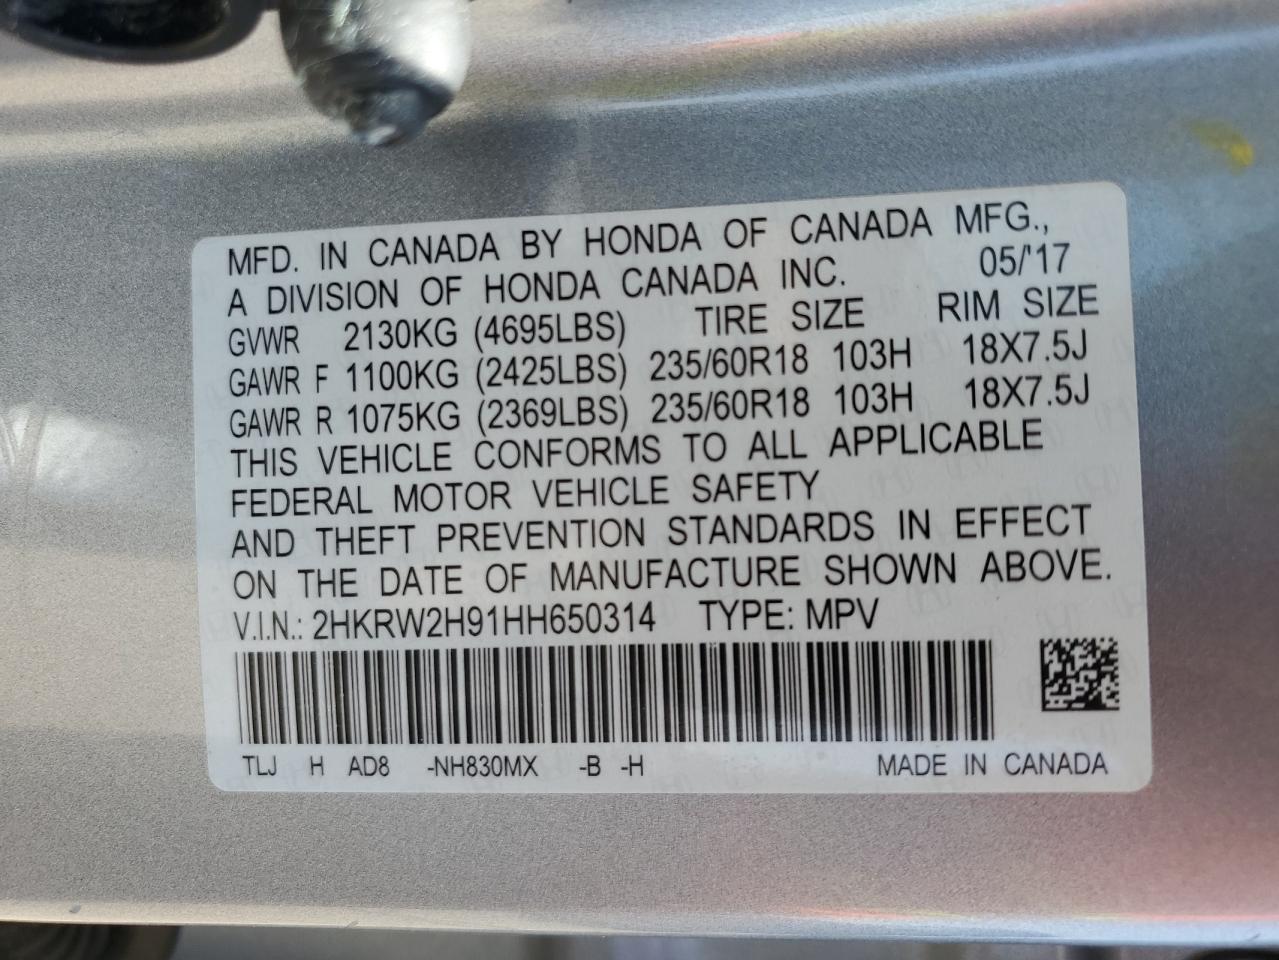 MFD. IN CANADA BY HONDA OF CANADA MFG.,
A DIVISION OF HONDA CANADA INC. 05/'17
GVWR 2130KG (4695LBS) TIRE SIZE RIM SIZE
GAWR F 1100KG (2425LBS) 235/60R18 103H 18X7.5J
GAWR R 1075KG (2369LBS) 235/60R18 103H 18X7.5J
THIS VEHICLE CONFORMS TO ALL APPLICABLE
FEDERAL MOTOR VEHICLE SAFETY
AND THEFT PREVENTION STANDARDS IN EFFECT
ON THE DATE OF MANUFACTURE SHOWN ABOVE.
V.I.N.: 2HKRW2H91HH650314 TYPE: MPV
TLJ H AD8 -NH830MX -B -H MADE IN CANADA